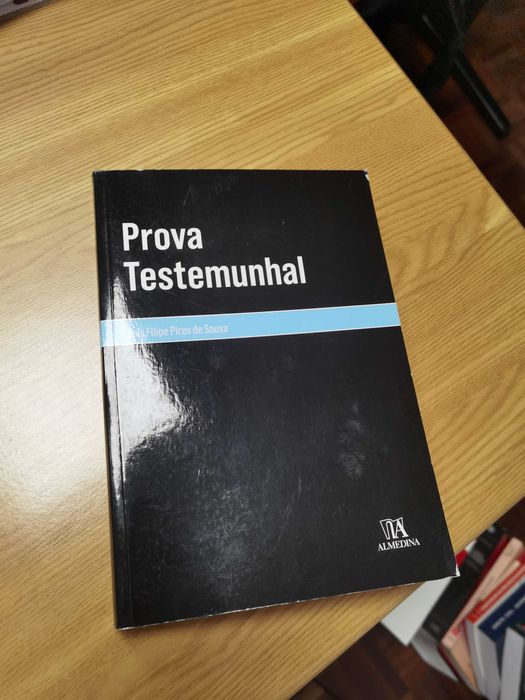 Prova
Testemunhal
Filipe Pires de Sousa
ALMEDINA